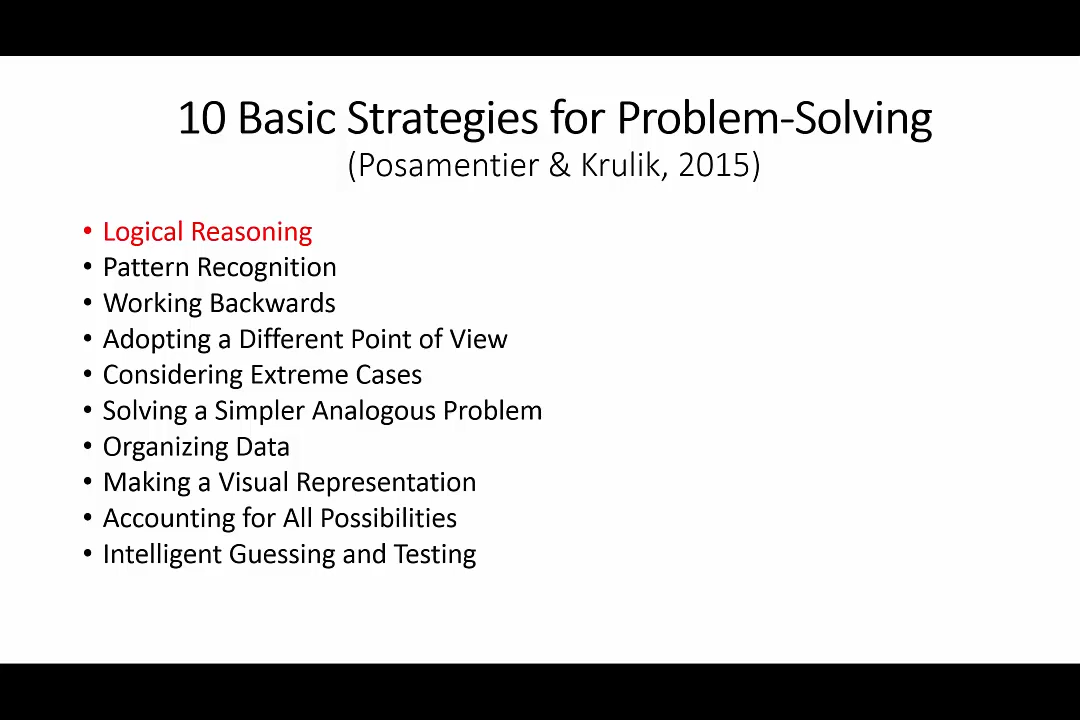 10 Basic Strategies for Problem-Solving
(Posamentier & Krulik, 2015)
• Logical Reasoning
• Pattern Recognition
• Working Backwards
• Adopting a Different Point of View
• Considering Extreme Cases
• Solving a Simpler Analogous Problem
• Organizing Data
• Making a Visual Representation
• Accounting for All Possibilities
• Intelligent Guessing and Testing